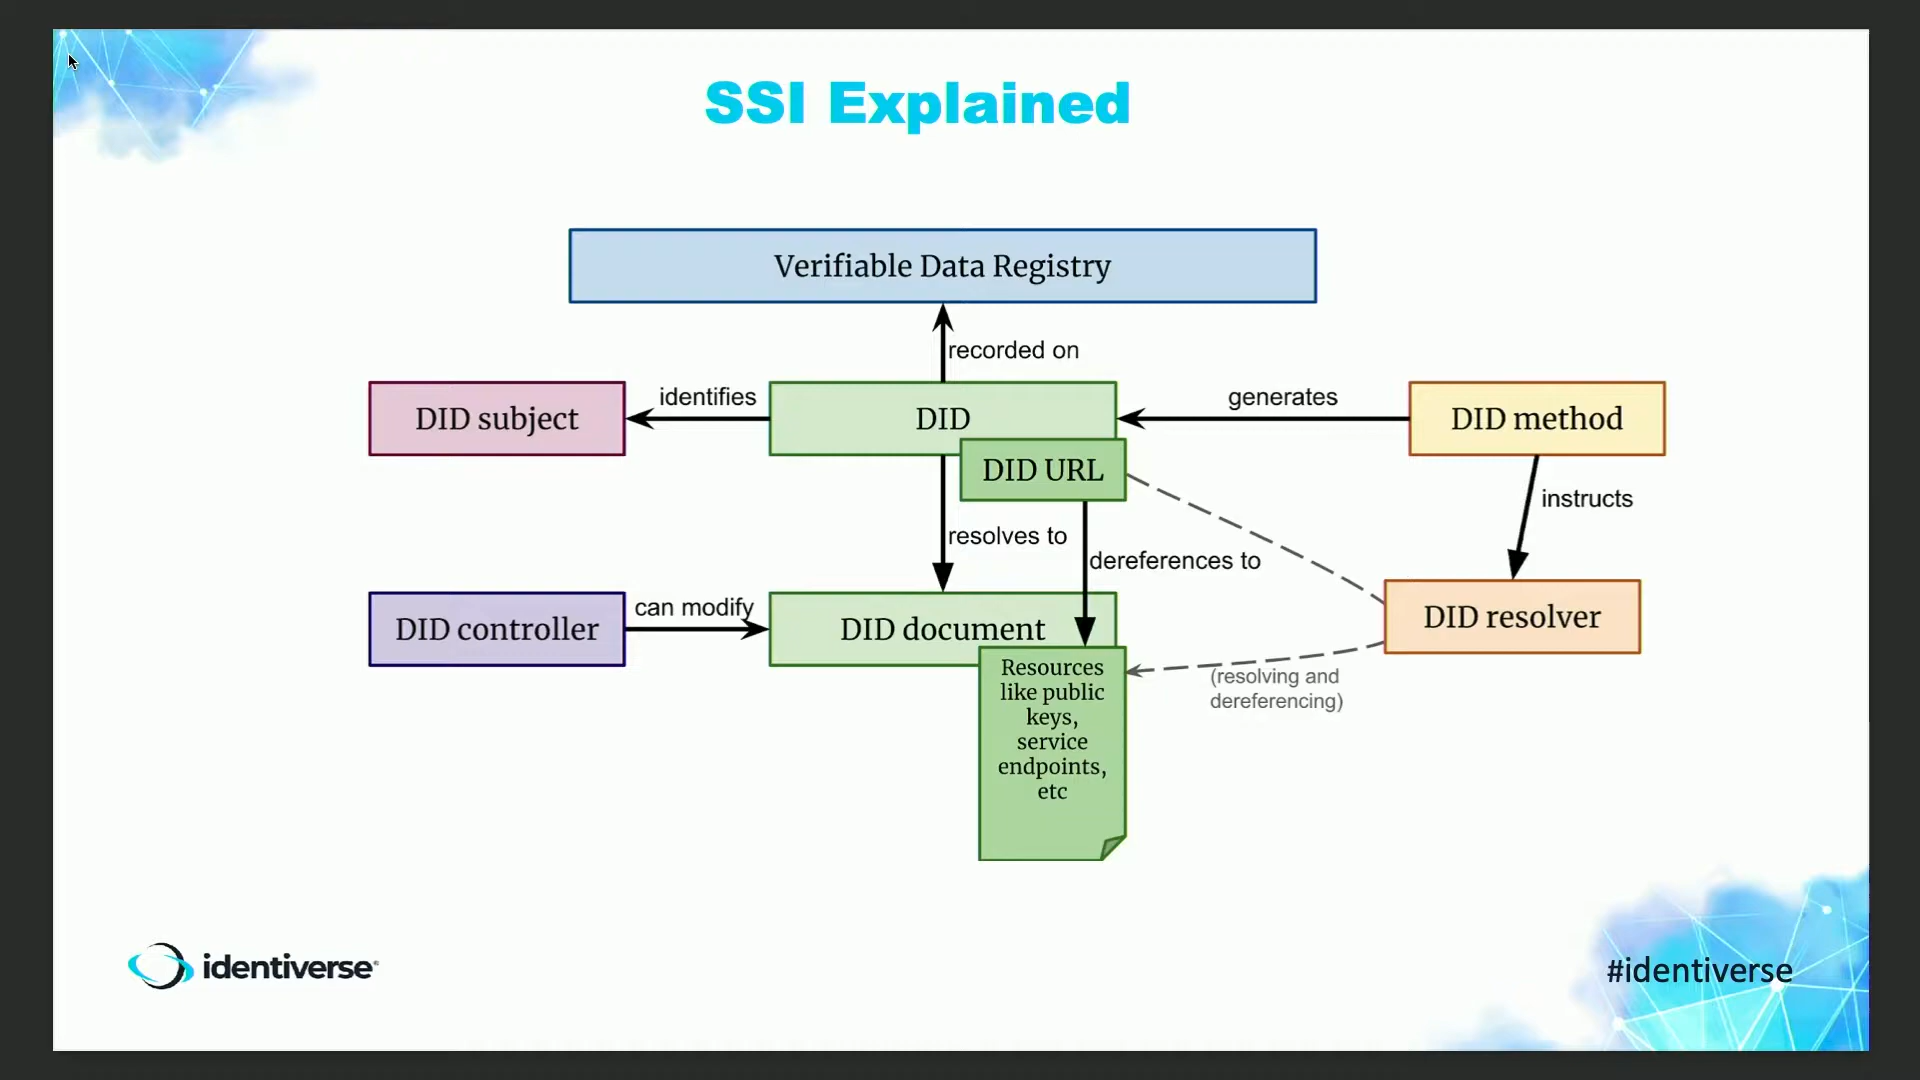 SSI Explained
Verifiable Data Registry
recorded on
DID subject
identifies
DID
generates
DID method
DID URL
instructs
resolves to
dereferences to
DID controller
can modify
DID document
DID resolver
Resources
like public
keys,
service
endpoints,
etc
(resolving and
dereferencing)
identiverse
#identiverse